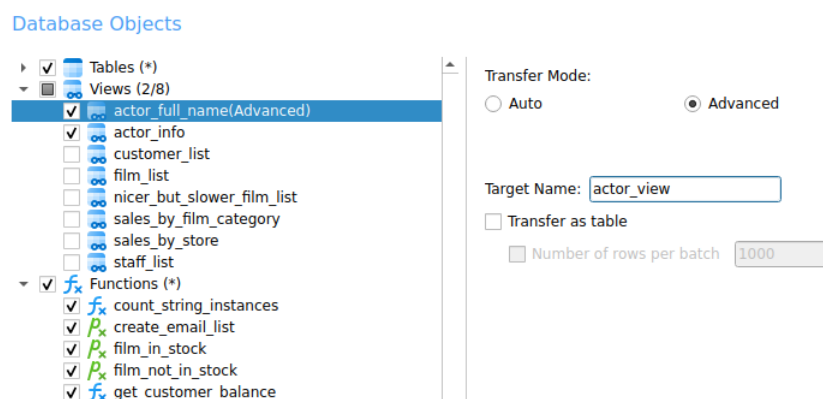 Database Objects
Tables (*)
Views (2/8)
actor_full_name(Advanced)
actor_info
customer_list
film_list
nicer_but_slower_film_list
sales_by_film_category
sales_by_store
staff_list
Functions (*)
count_string_instances
create_email_list
film_in_stock
film_not_in_stock
get_customer_balance
Transfer Mode:
Auto Advanced
Target Name: actor_view
Transfer as table
Number of rows per batch 1000